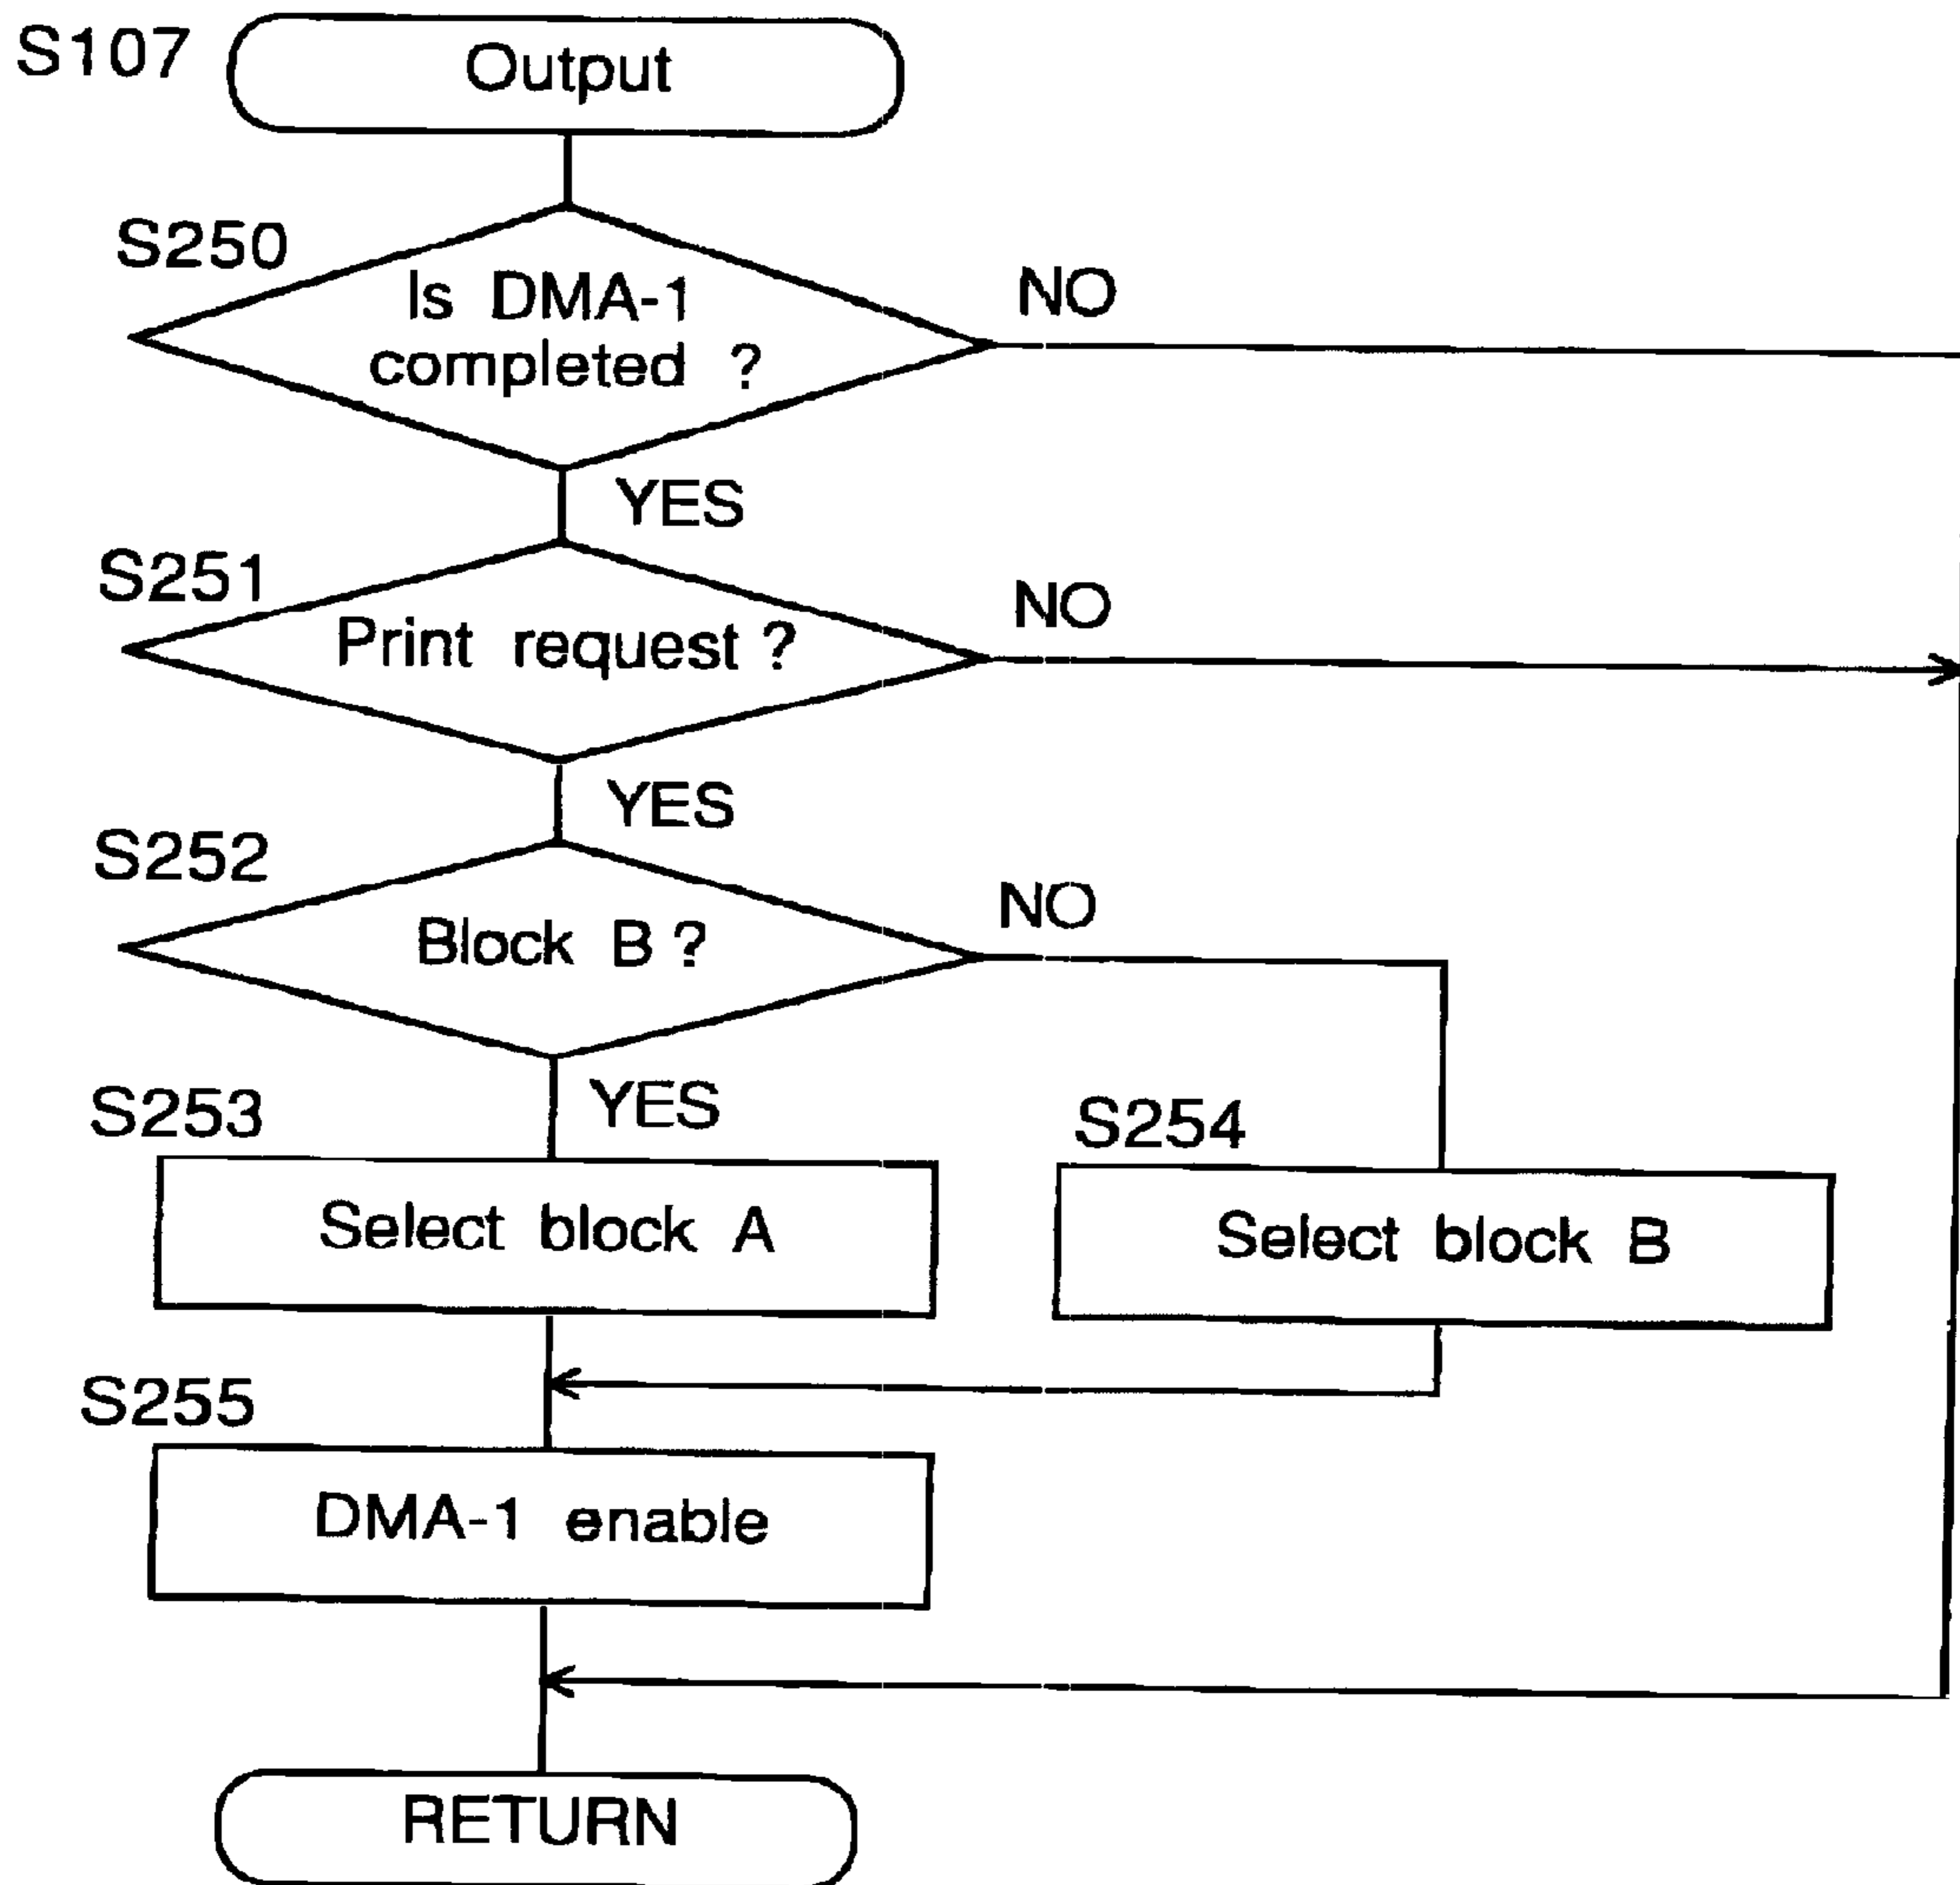 S107
Output
S250
Is DMA-1
completed ?
NO
YES
S251
Print request ?
NO
YES
S252
Block B ?
NO
YES
S253
Select block A
S254
Select block B
S255
DMA-1 enable
RETURN